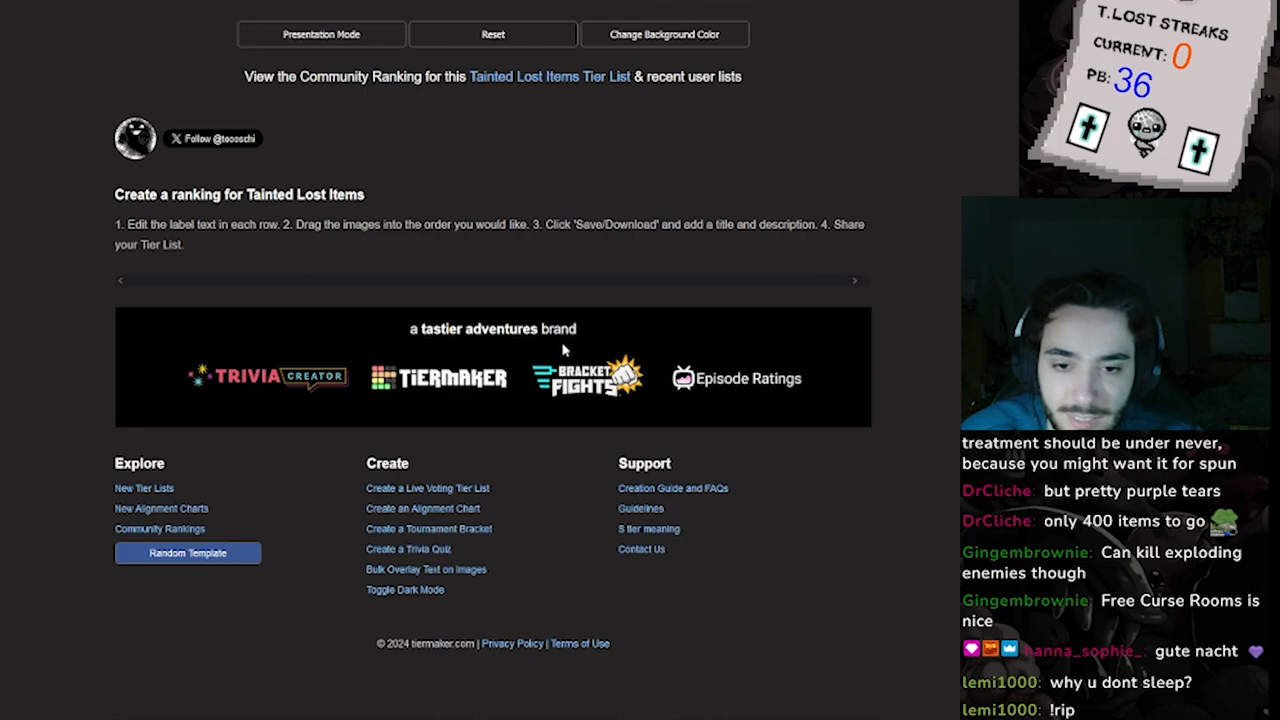 Presentation Mode
Reset
Change Background Color
View the Community Ranking for this Tainted Lost Items Tier List & recent user lists
X Follow @toooschi
Create a ranking for Tainted Lost Items
1. Edit the label text in each row. 2. Drag the images into the order you would like. 3. Click 'Save/Download' and add a title and description. 4. Share
your Tier List.
a tastier adventures brand
TRIVIA CREATOR
TiERMAKER
BRACKET
FIGHTS
Episode Ratings
Explore
New Tier Lists
New Alignment Charts
Community Rankings
Random Template
Create
Create a Live Voting Tier List
Create an Alignment Chart
Create a Tournament Bracket
Create a Trivia Quiz
Bulk Overlay Text on Images
Toggle Dark Mode
Support
Creation Guide and FAQs
Guidelines
S tier meaning
Contact Us
© 2024 tiermaker.com | Privacy Policy | Terms of Use
T.LOST STREAKS
CURRENT: 0
PB: 36
treatment should be under never,
because you might want it for spun
DrCliche: but pretty purple tears
DrCliche: only 400 items to go
Gingembrownie: Can kill exploding
enemies though
Gingembrownie: Free Curse Rooms is
nice
hanna_sophie_: gute nacht
lemi1000: why u dont sleep?
lemi1000: !rip